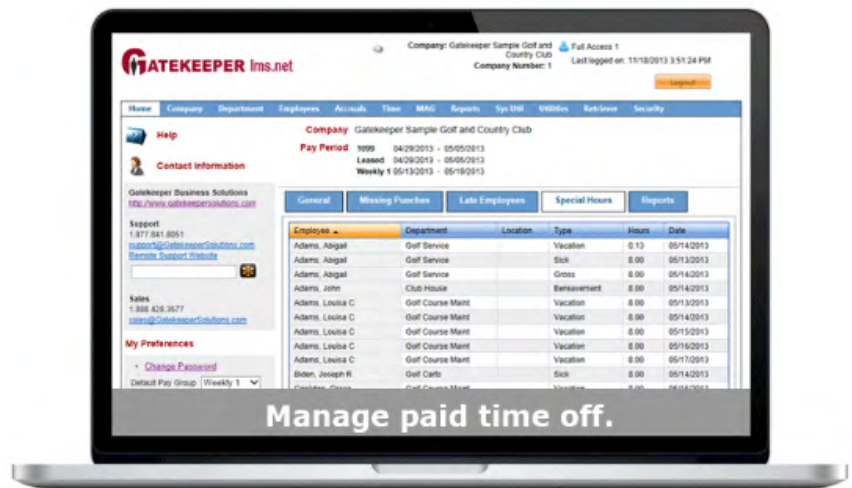 GATEKEEPER lms.net
Company: Gatekeeper Sample Golf and
Country Club
Company Number: 1
Full Access 1
Last logged on: 11/18/2013 3:51:24 PM
Logout
Home Company Department Employees Accruals Time MAG Reports Sys Util Utilities Retrieve Security
Help
Contact Information
Company Gatekeeper Sample Golf and Country Club
Pay Period 1099 04/29/2013 - 05/05/2013
Leased 04/29/2013 - 05/05/2013
Weekly 1 05/13/2013 - 05/19/2013
Gatekeeper Business Solutions
http://www.gatekeepersolutions.com
Support
1.877.841.8051
support@GatekeeperSolutions.com
Remote Support Website
Sales
1.888.428.3577
sales@GatekeeperSolutions.com
My Preferences
Change Password
Default Pay Group Weekly 1
General Missing Punches Late Employees Special Hours Reports
Employee Department Location Type Hours Date
Adams, Abigail Golf Service Vacation 0.13 05/14/2013
Adams, Abigail Golf Service Sick 8.00 05/13/2013
Adams, Abigail Golf Service Gross 8.00 05/14/2013
Adams, John Club House Bereavement 8.00 05/14/2013
Adams, Louisa C Golf Course Maint Vacation 8.00 05/13/2013
Adams, Louisa C Golf Course Maint Vacation 8.00 05/14/2013
Adams, Louisa C Golf Course Maint Vacation 8.00 05/15/2013
Adams, Louisa C Golf Course Maint Vacation 8.00 05/16/2013
Adams, Louisa C Golf Course Maint Vacation 8.00 05/17/2013
Biden, Joseph R Golf Carts Sick 8.00 05/14/2013
Manage paid time off.